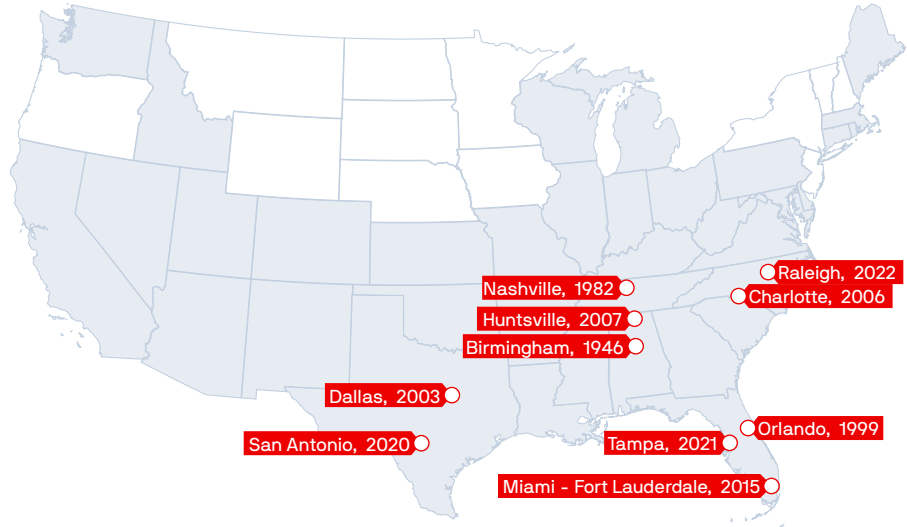 Raleigh, 2022
Nashville, 1982
Charlotte, 2006
Huntsville, 2007
Birmingham, 1946
Dallas, 2003
Orlando, 1999
San Antonio, 2020
Tampa, 2021
Miami - Fort Lauderdale, 2015